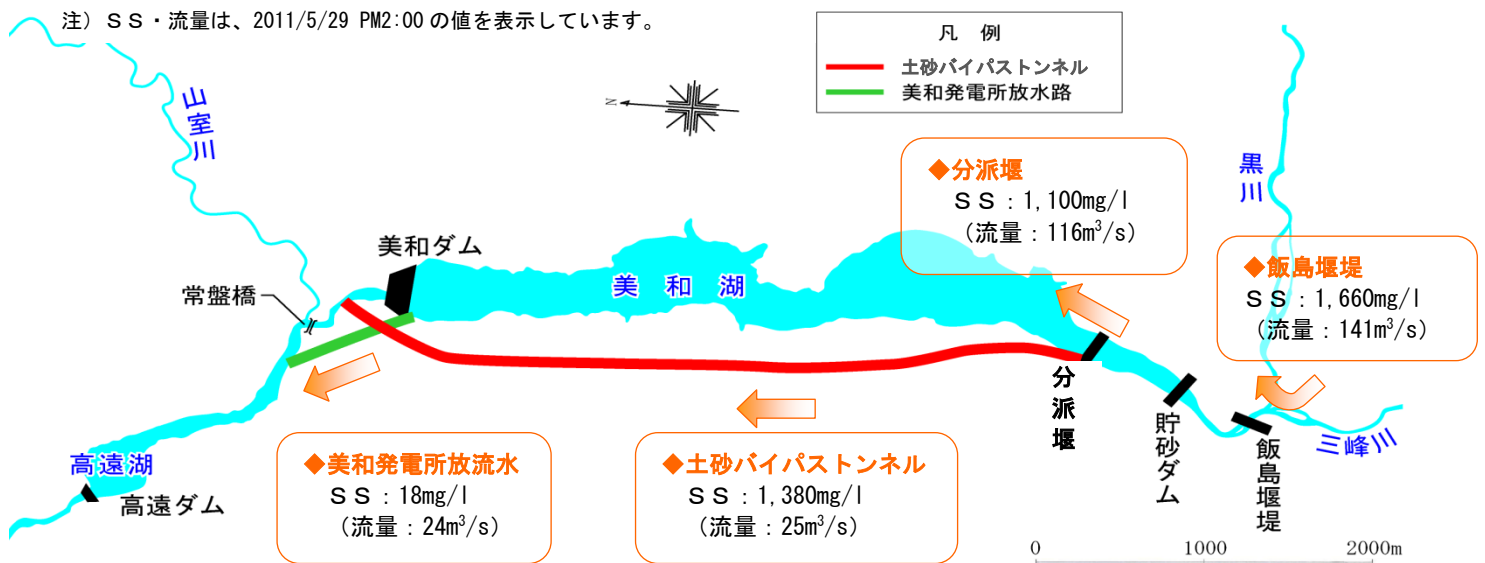 注）ＳＳ・流量は、2011/5/29 PM2:00の値を表示しています。
凡　例
土砂バイパストンネル
美和発電所放水路
N
山室川
黒川
◆分派堰
ＳＳ：1,100mg/l
（流量：116m³/s）
◆飯島堰堤
ＳＳ：1,660mg/l
（流量：141m³/s）
美和ダム
美和湖
常盤橋
分派堰
貯砂ダム
飯島堰堤
三峰川
高遠湖
高遠ダム
◆美和発電所放流水
ＳＳ：18mg/l
（流量：24m³/s）
◆土砂バイパストンネル
ＳＳ：1,380mg/l
（流量：25m³/s）
0 1000 2000m